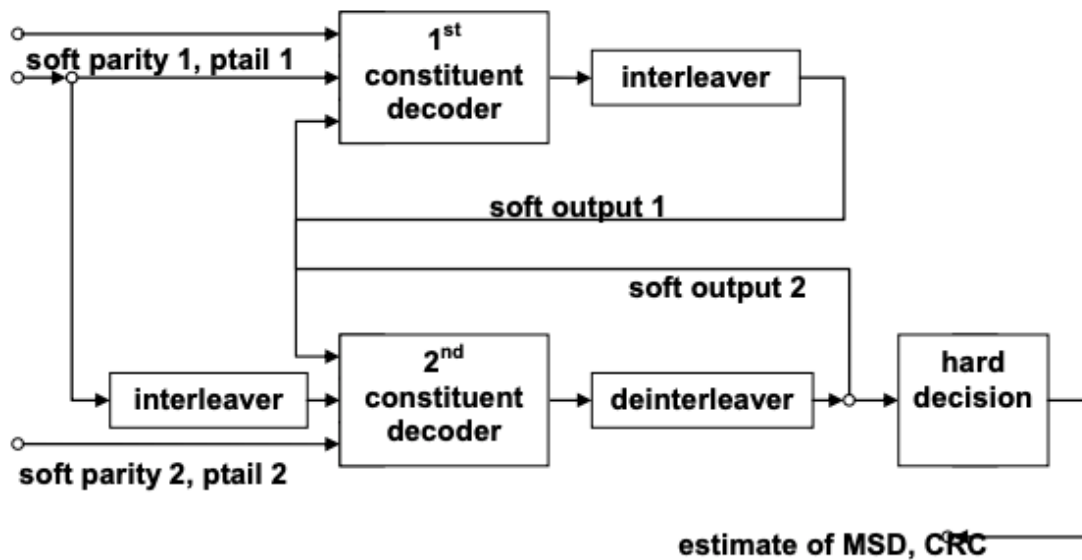 1st
constituent
decoder
soft parity 1, ptail 1
interleaver
soft output 1
soft output 2
2nd
constituent
decoder
interleaver
deinterleaver
hard
decision
soft parity 2, ptail 2
estimate of MSD, CRC